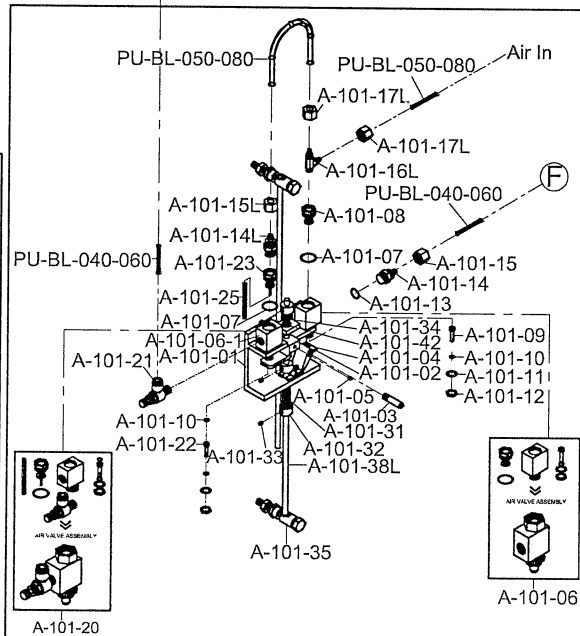 PU-BL-050-080
Air In
PU-BL-050-080
A-101-17L
A-101-17L
A-101-16L
F
PU-BL-040-060
A-101-15L
A-101-08
A-101-14L
A-101-07
A-101-15
PU-BL-040-060
A-101-23
A-101-14
A-101-25
A-101-13
A-101-07
A-101-34
A-101-09
A-101-06-1
A-101-42
A-101-10
A-101-01
A-101-04
A-101-11
A-101-21
A-101-02
A-101-12
A-101-05
A-101-10
A-101-03
A-101-22
A-101-31
A-101-33
A-101-32
A-101-38L
AIR VALVE ASSEMBLY
AIR VALVE ASSEMBLY
A-101-35
A-101-06
A-101-20